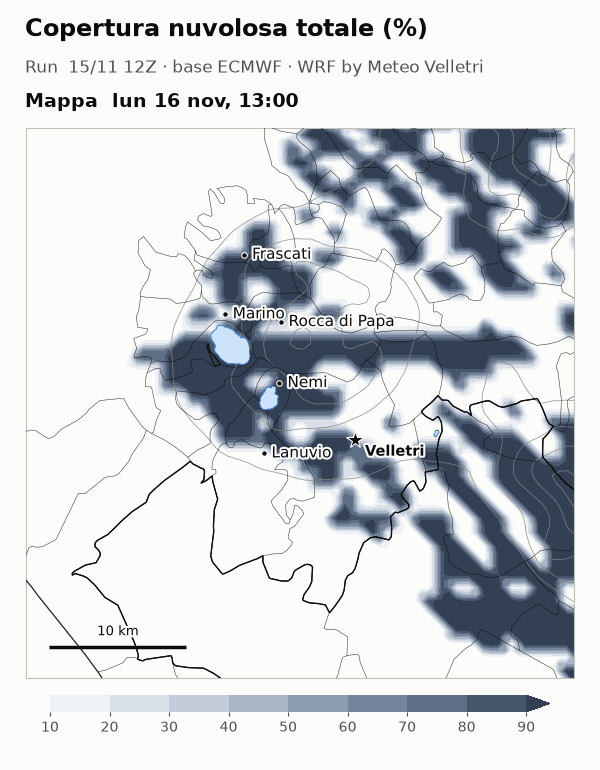 Copertura nuvolosa totale (%)
Run 15/11 12Z · base ECMWF · WRF by Meteo Velletri
Mappa lun 16 nov, 13:00
Frascati
Marino
Rocca di Papa
Nemi
Velletri
Lanuvio
10 km
10 20 30 40 50 60 70 80 90